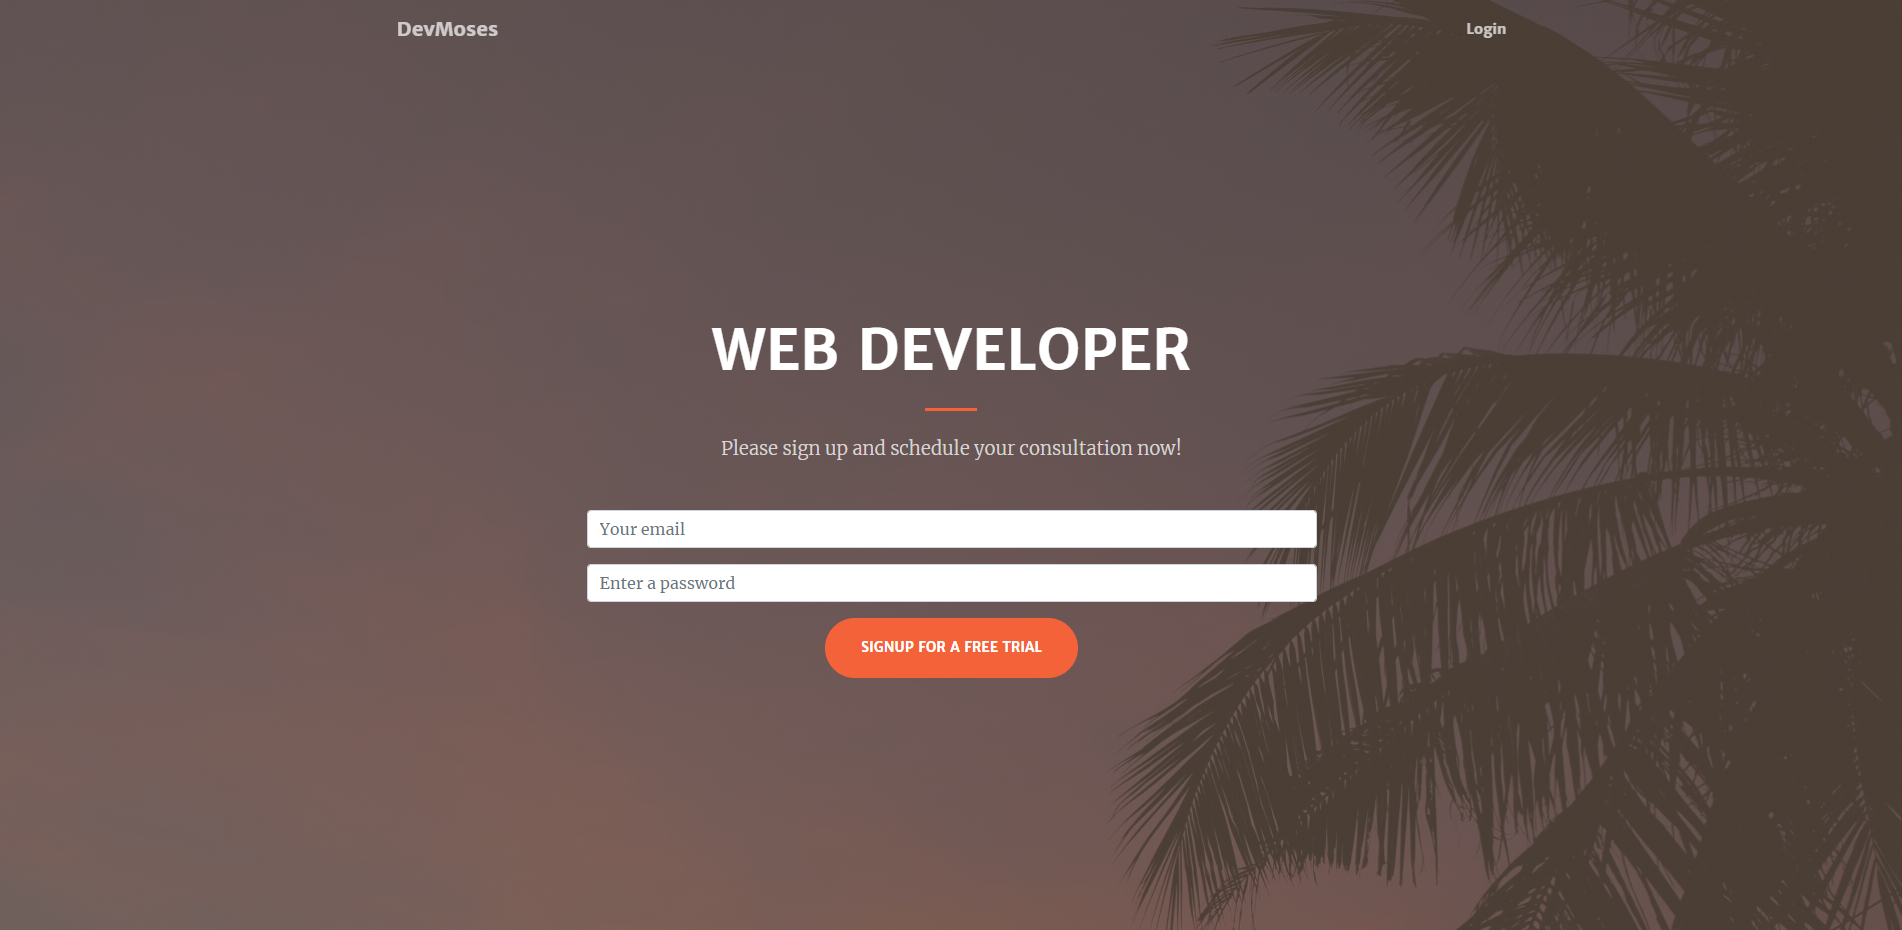 DevMoses
Login
WEB DEVELOPER
Please sign up and schedule your consultation now!
Your email
Enter a password
SIGNUP FOR A FREE TRIAL